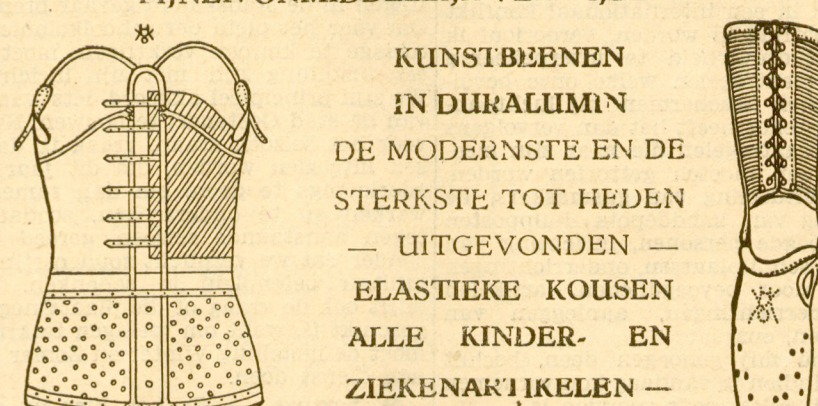 KUNSTBEENEN
IN DURALUMIN
DE MODERNSTE EN DE
STERKSTE TOT HEDEN
— UITGEVONDEN —
ELASTIEKE KOUSEN
ALLE KINDER- EN
ZIEKENARTIKELEN —